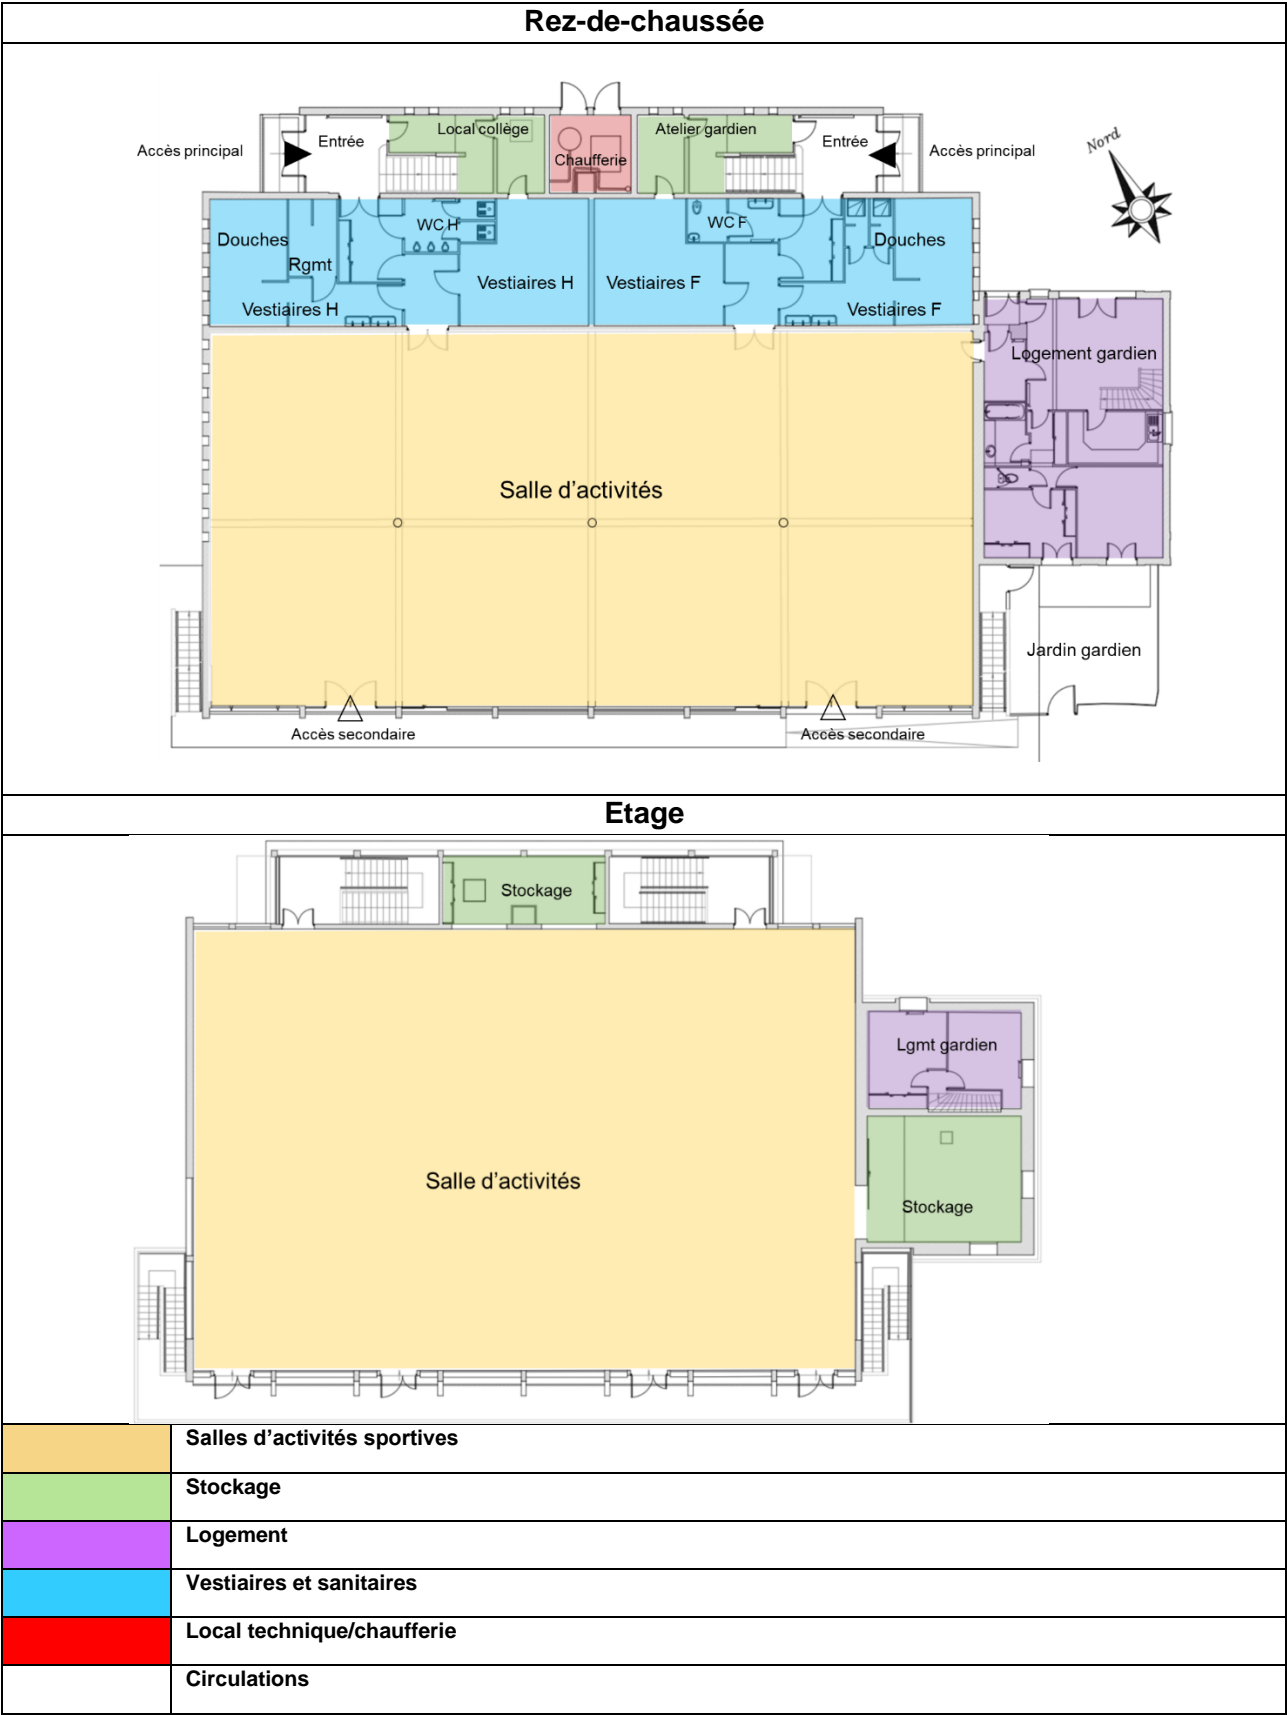 Rez-de-chaussée
Local collège
Atelier gardien
Entrée
Entrée
Nord
Accès principal
Chaufferie
Accès principal
WC H
WC F
Douches
Douches
Rgmt
Vestiaires H
Vestiaires F
Vestiaires H
Vestiaires F
Logement gardien
Salle d’activités
Jardin gardien
Accès secondaire
Accès secondaire
Etage
Stockage
Lgmt gardien
Salle d’activités
Stockage
Salles d’activités sportives
Stockage
Logement
Vestiaires et sanitaires
Local technique/chaufferie
Circulations